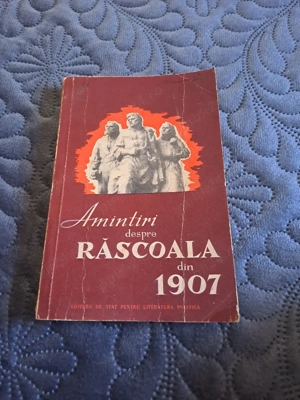 Amintiri
despre
RĂSCOALA
din
1907
EDITURA DE STAT PENTRU LITERATURĂ POLITICĂ